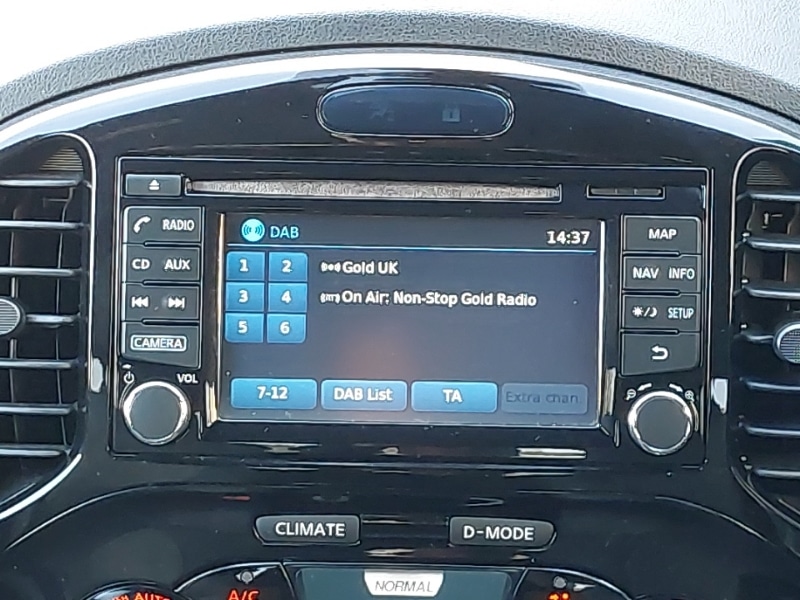 RADIO
CD AUX
CAMERA
VOL
DAB 14:37
1 2 Gold UK
3 4 On Air: Non-Stop Gold Radio
5 6
7-12 DAB List TA Extra chan.
MAP
NAV INFO
SETUP
CLIMATE D-MODE
AUTO A/C NORMAL